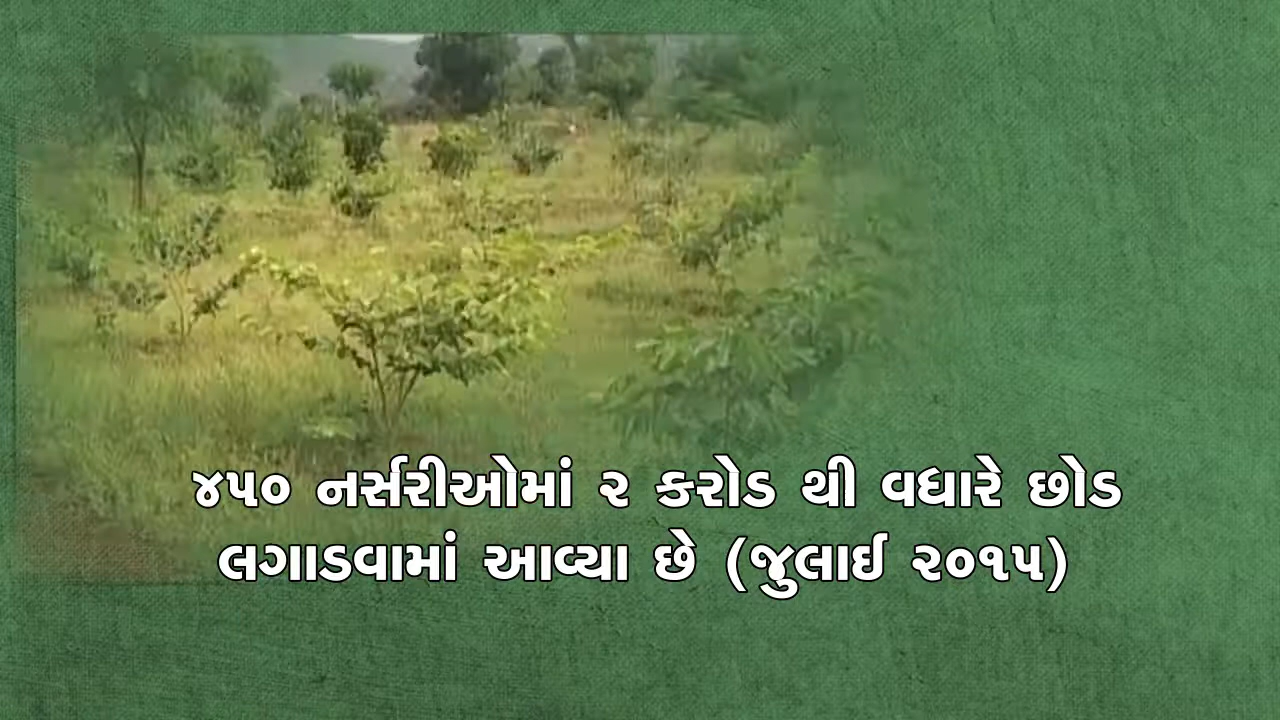 ૪૫૦ નર્સરીઓમાં ૨ કરોડ થી વધારે છોડ
લગાડવામાં આવ્યા છે (જુલાઈ ૨૦૧૫)